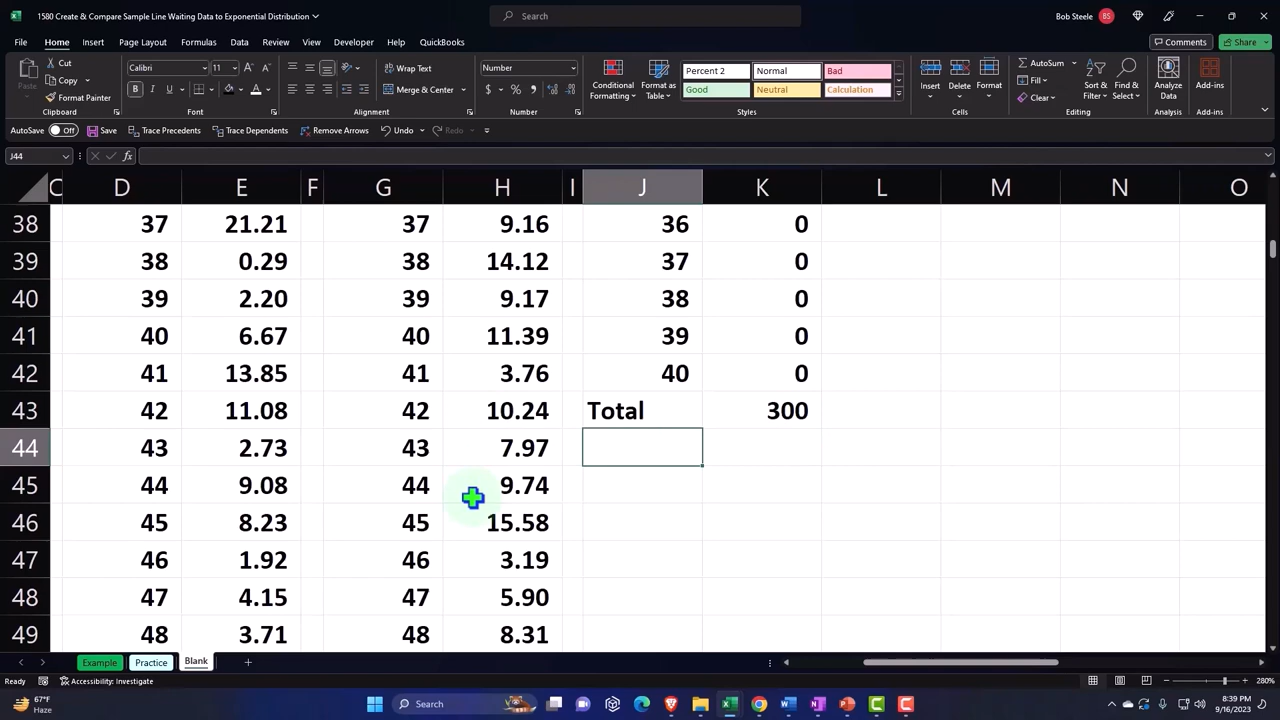 1580 Create & Compare Sample Line Waiting Data to Exponential Distribution
Search
Bob Steele BS
File Home Insert Page Layout Formulas Data Review View Developer Automate Help QuickBooks
Comments Share
Cut
Copy
Format Painter
Paste
Calibri 11
Wrap Text
Merge & Center
Number
Conditional Formatting
Format as Table
Percent 2 Normal Bad
Good Neutral Calculation
Insert Delete Format
AutoSum
Fill
Clear
Sort & Filter
Find & Select
Analyze Data
Add-ins
Clipboard Font Alignment Number Styles Cells Editing Analysis Add-ins
AutoSave Off Save Trace Precedents Trace Dependents Remove Arrows Undo Redo
J44 fx
C D E F G H I J K L M N O
38 37 21.21 37 9.16 36 0
39 38 0.29 38 14.12 37 0
40 39 2.20 39 9.17 38 0
41 40 6.67 40 11.39 39 0
42 41 13.85 41 3.76 40 0
43 42 11.08 42 10.24 Total 300
44 43 2.73 43 7.97
45 44 9.08 44 9.74
46 45 8.23 45 15.58
47 46 1.92 46 3.19
48 47 4.15 47 5.90
49 48 3.71 48 8.31
Example Practice Blank
Ready Accessibility: Investigate 280%
67°F
Haze
Search
8:39 PM
9/16/2023